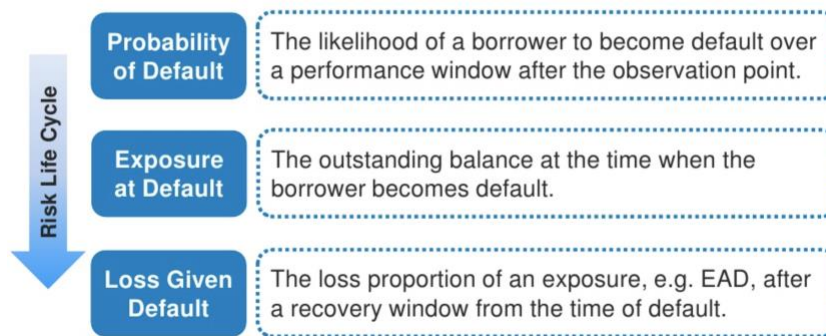 Risk Life Cycle
Probability
of Default
The likelihood of a borrower to become default over
a performance window after the observation point.
Exposure
at Default
The outstanding balance at the time when the
borrower becomes default.
Loss Given
Default
The loss proportion of an exposure, e.g. EAD, after
a recovery window from the time of default.